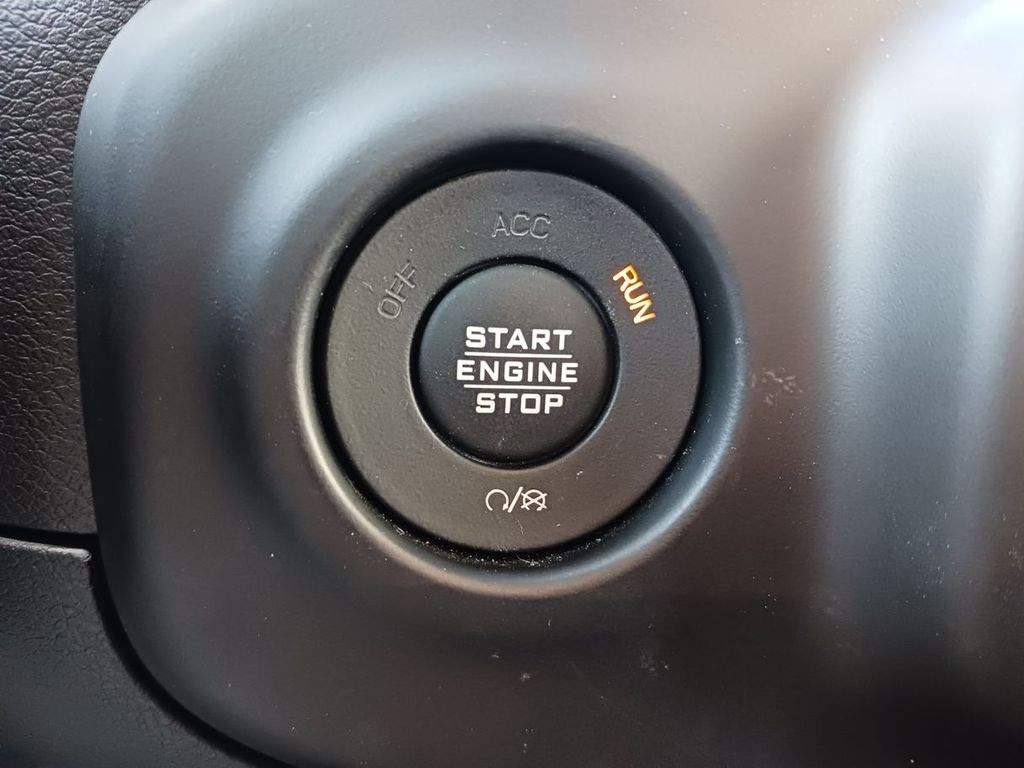 ACC
OFF
RUN
START
ENGINE
STOP